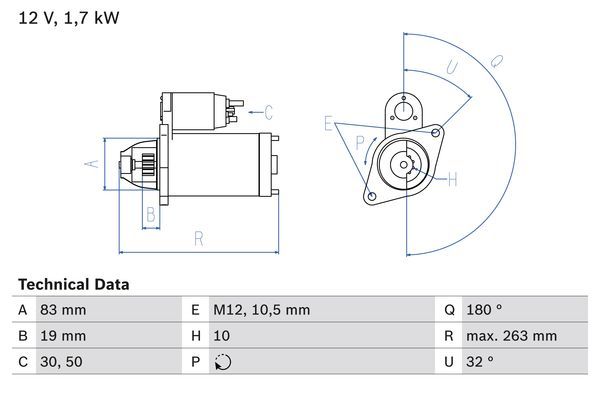 12 V, 1,7 kW
Q
U
C
E
P
A
H
B
R
Technical Data
A 83 mm E M12, 10,5 mm Q 180 °
B 19 mm H 10 R max. 263 mm
C 30, 50 P U 32 °